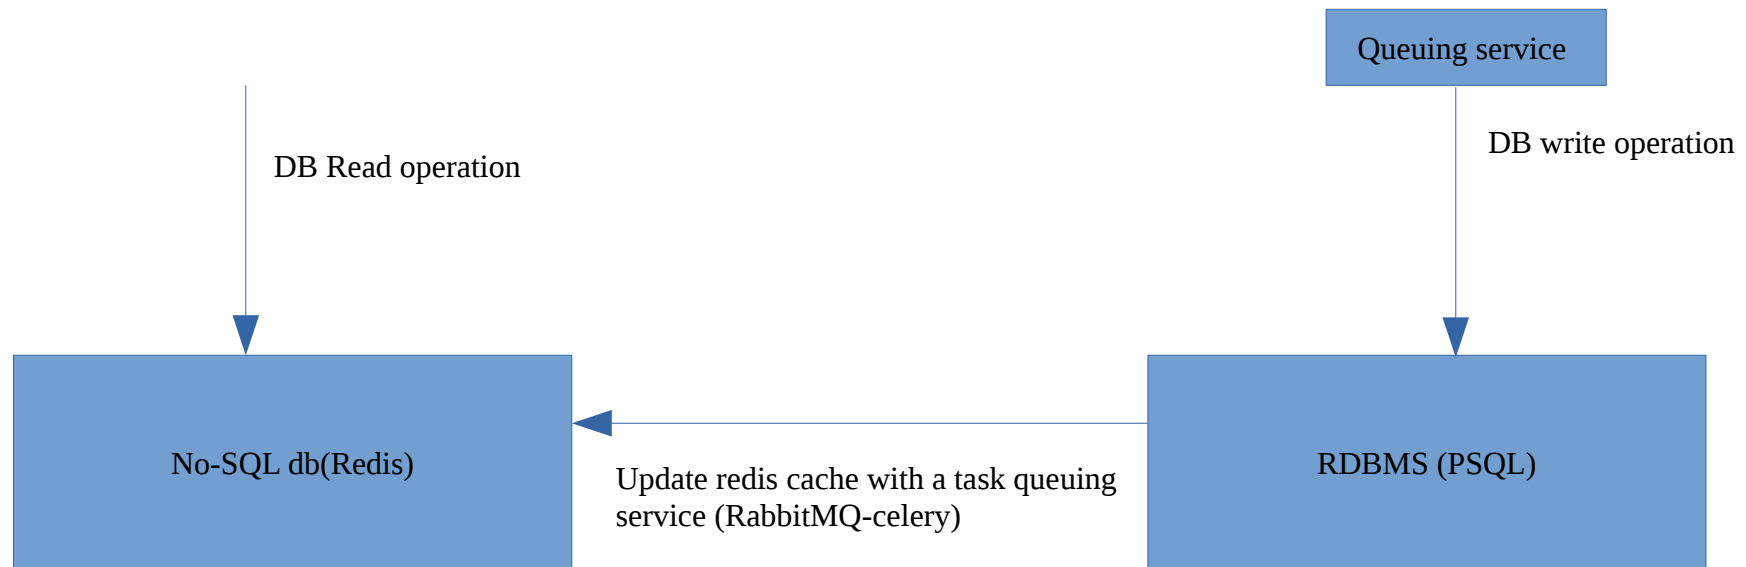 Queuing service
DB write operation
DB Read operation
No-SQL db(Redis)
RDBMS (PSQL)
Update redis cache with a task queuing
service (RabbitMQ-celery)